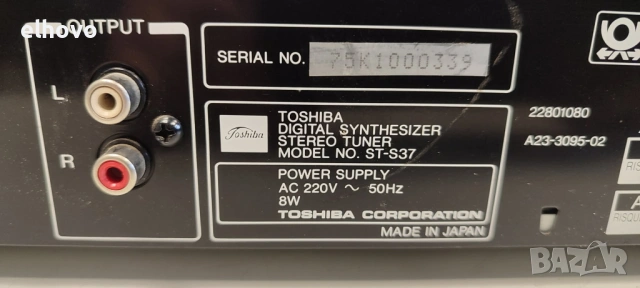 elhovo
OUTPUT
L
R
SERIAL NO. 75K1000339
Toshiba
TOSHIBA
DIGITAL SYNTHESIZER
STEREO TUNER
MODEL NO. ST-S37
POWER SUPPLY
AC 220V ~ 50Hz
8W
TOSHIBA CORPORATION
MADE IN JAPAN
22801080
A23-3095-02
BAZAR